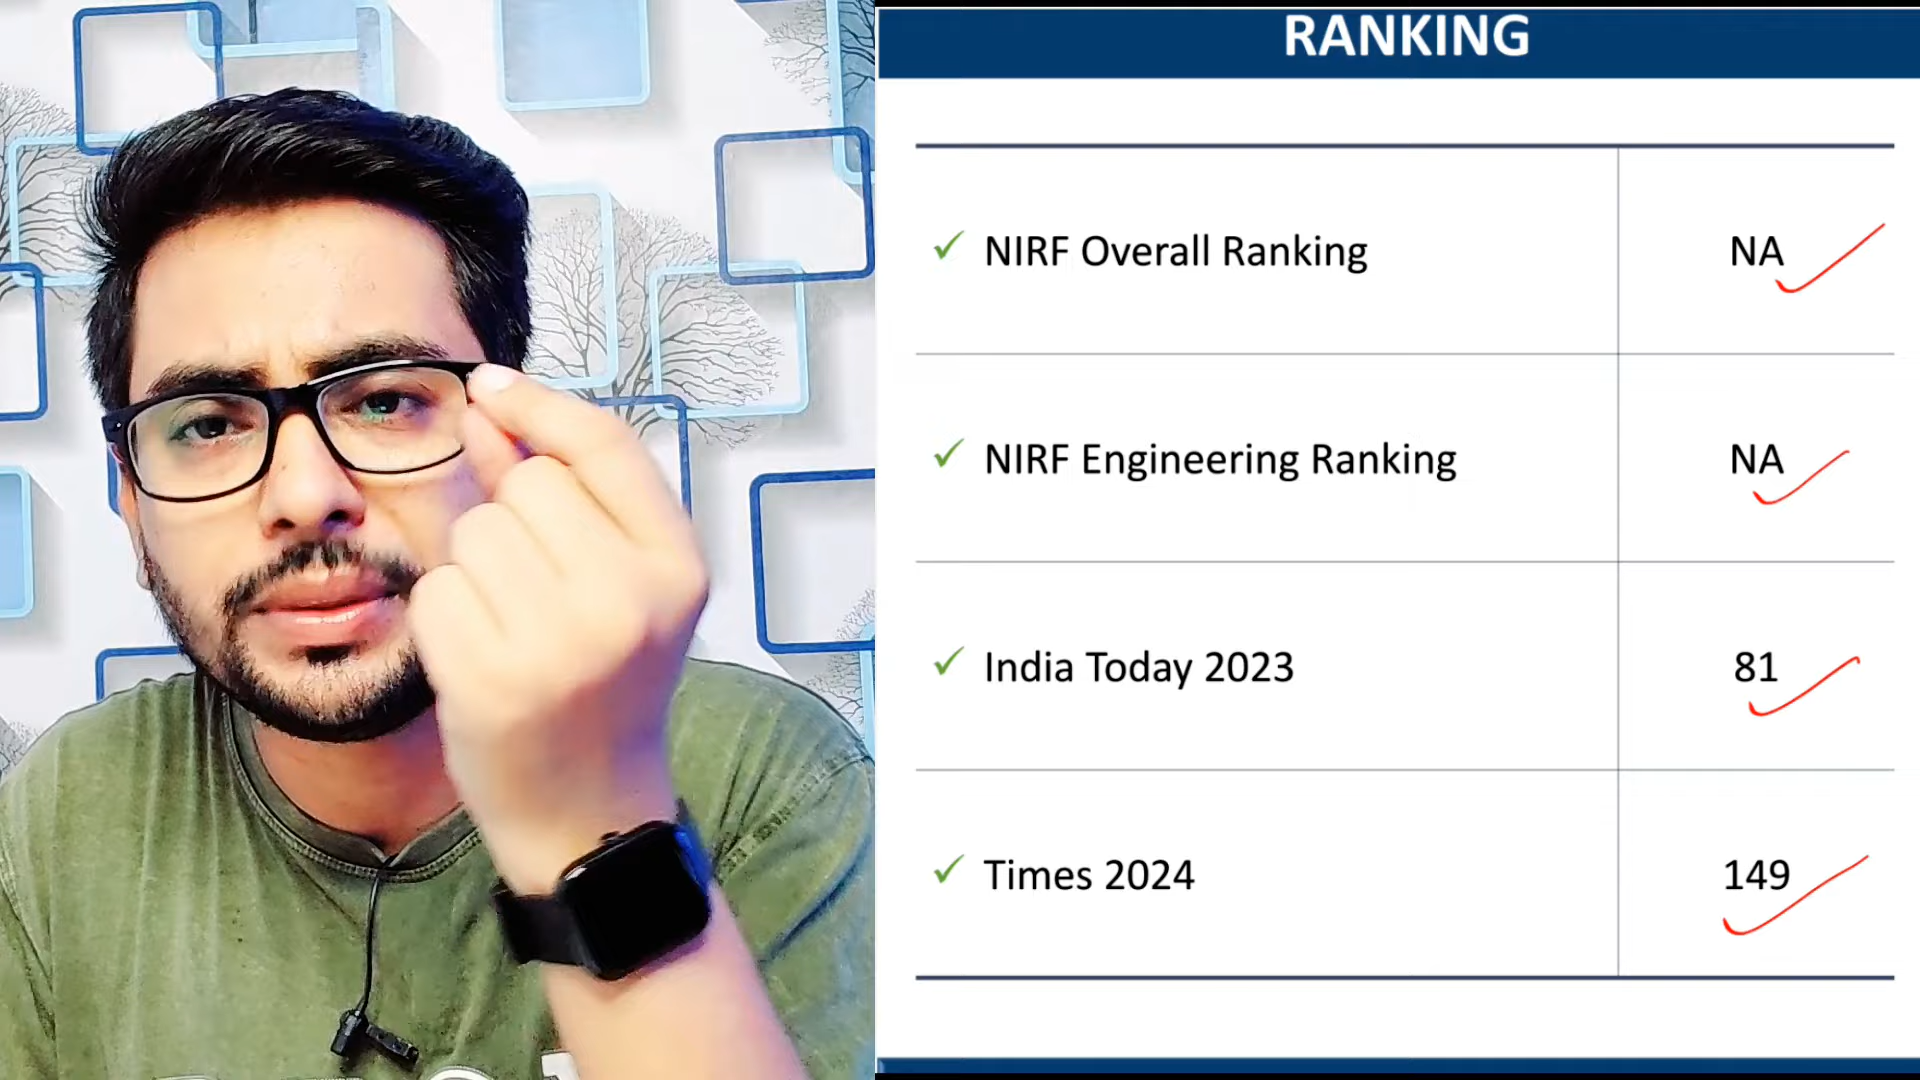 RANKING
NIRF Overall Ranking NA
NIRF Engineering Ranking NA
India Today 2023 81
Times 2024 149